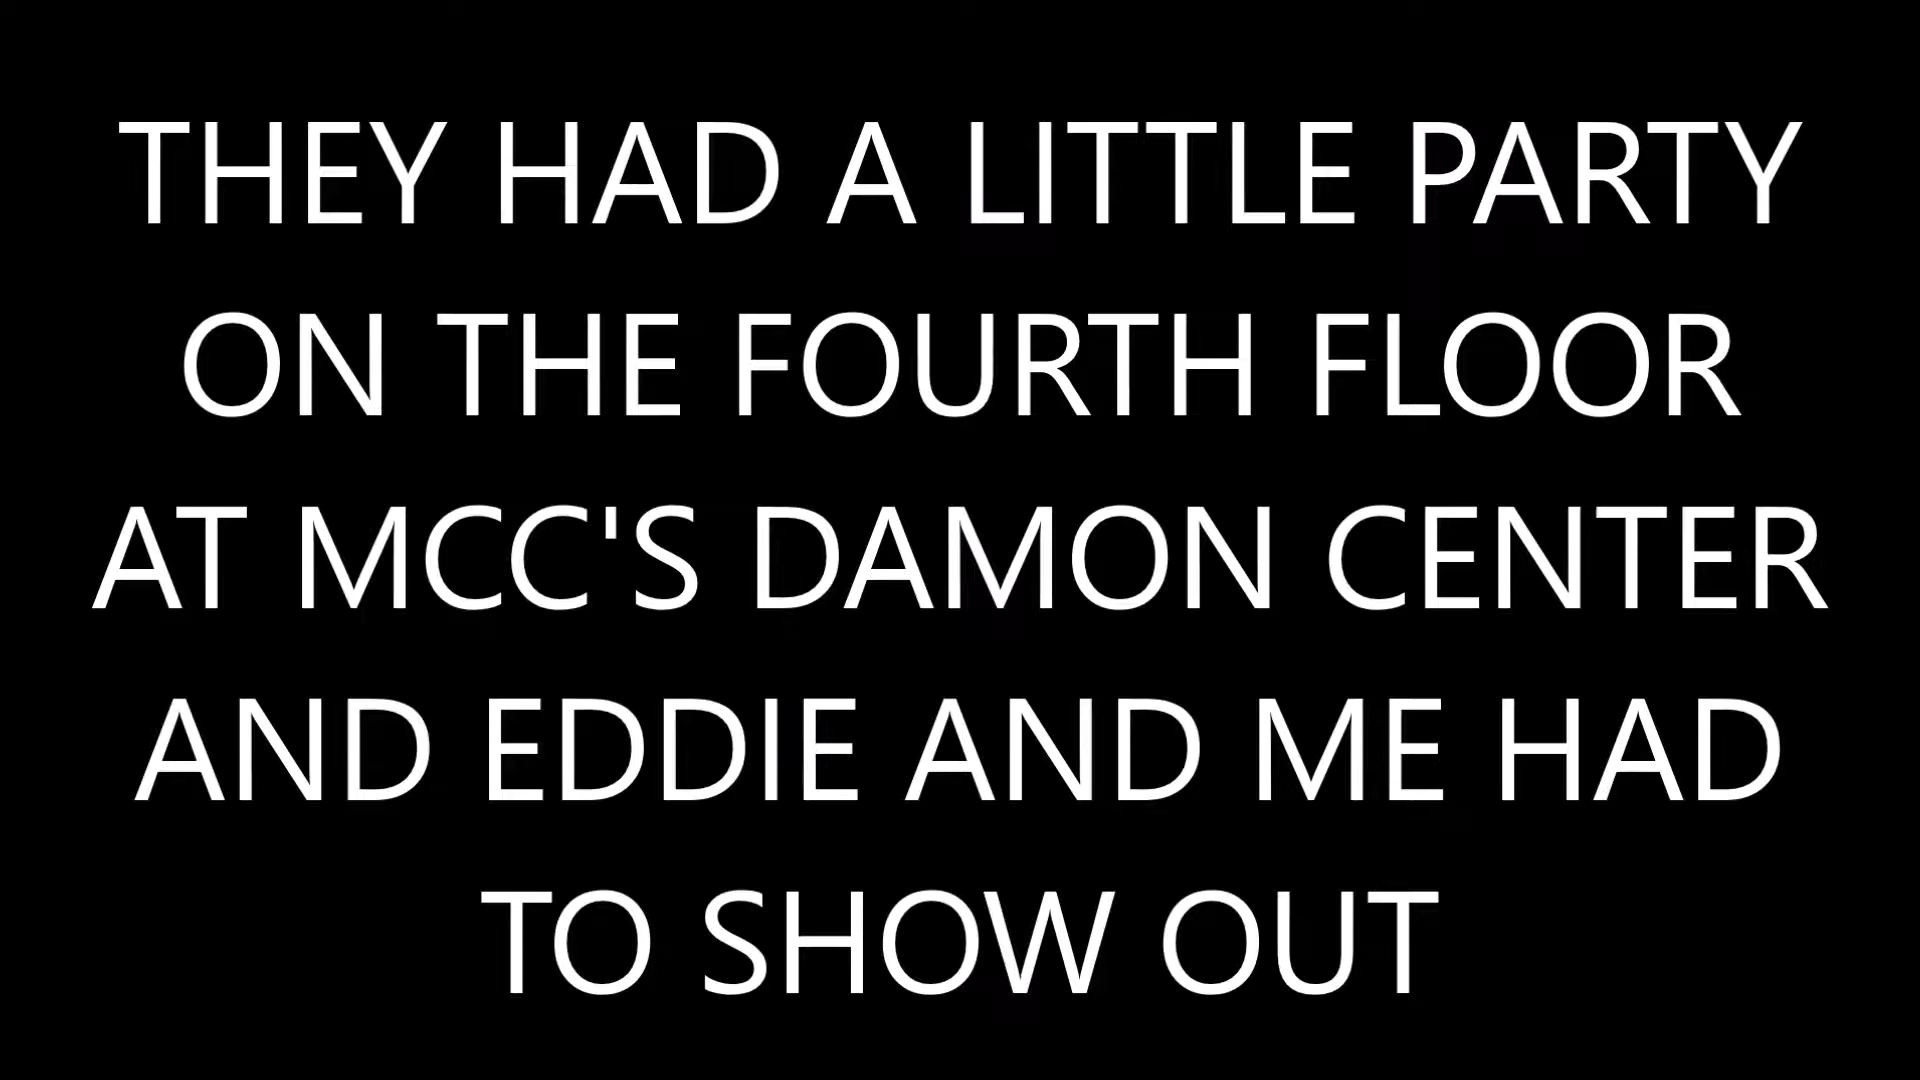 THEY HAD A LITTLE PARTY
ON THE FOURTH FLOOR
AT MCC'S DAMON CENTER
AND EDDIE AND ME HAD
TO SHOW OUT